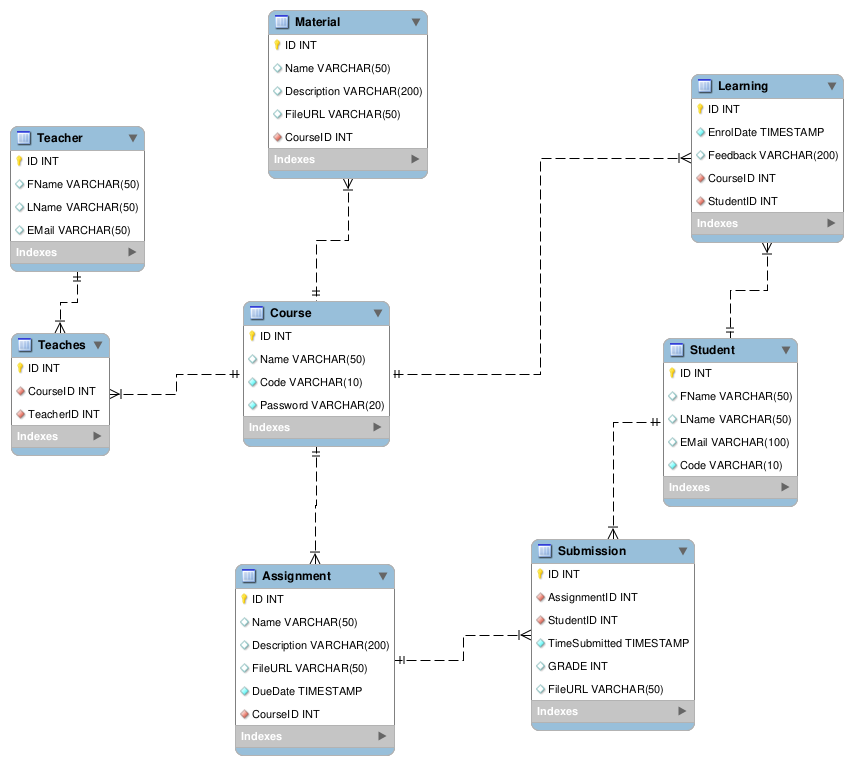 Material
ID INT
Name VARCHAR(50)
Description VARCHAR(200)
FileURL VARCHAR(50)
CourseID INT
Indexes
Learning
ID INT
EnrolDate TIMESTAMP
Feedback VARCHAR(200)
CourseID INT
StudentID INT
Indexes
Teacher
ID INT
FName VARCHAR(50)
LName VARCHAR(50)
EMail VARCHAR(50)
Indexes
Course
ID INT
Name VARCHAR(50)
Code VARCHAR(10)
Password VARCHAR(20)
Indexes
Teaches
ID INT
CourseID INT
TeacherID INT
Indexes
Student
ID INT
FName VARCHAR(50)
LName VARCHAR(50)
EMail VARCHAR(100)
Code VARCHAR(10)
Indexes
Assignment
ID INT
Name VARCHAR(50)
Description VARCHAR(200)
FileURL VARCHAR(50)
DueDate TIMESTAMP
CourseID INT
Indexes
Submission
ID INT
AssignmentID INT
StudentID INT
TimeSubmitted TIMESTAMP
GRADE INT
FileURL VARCHAR(50)
Indexes